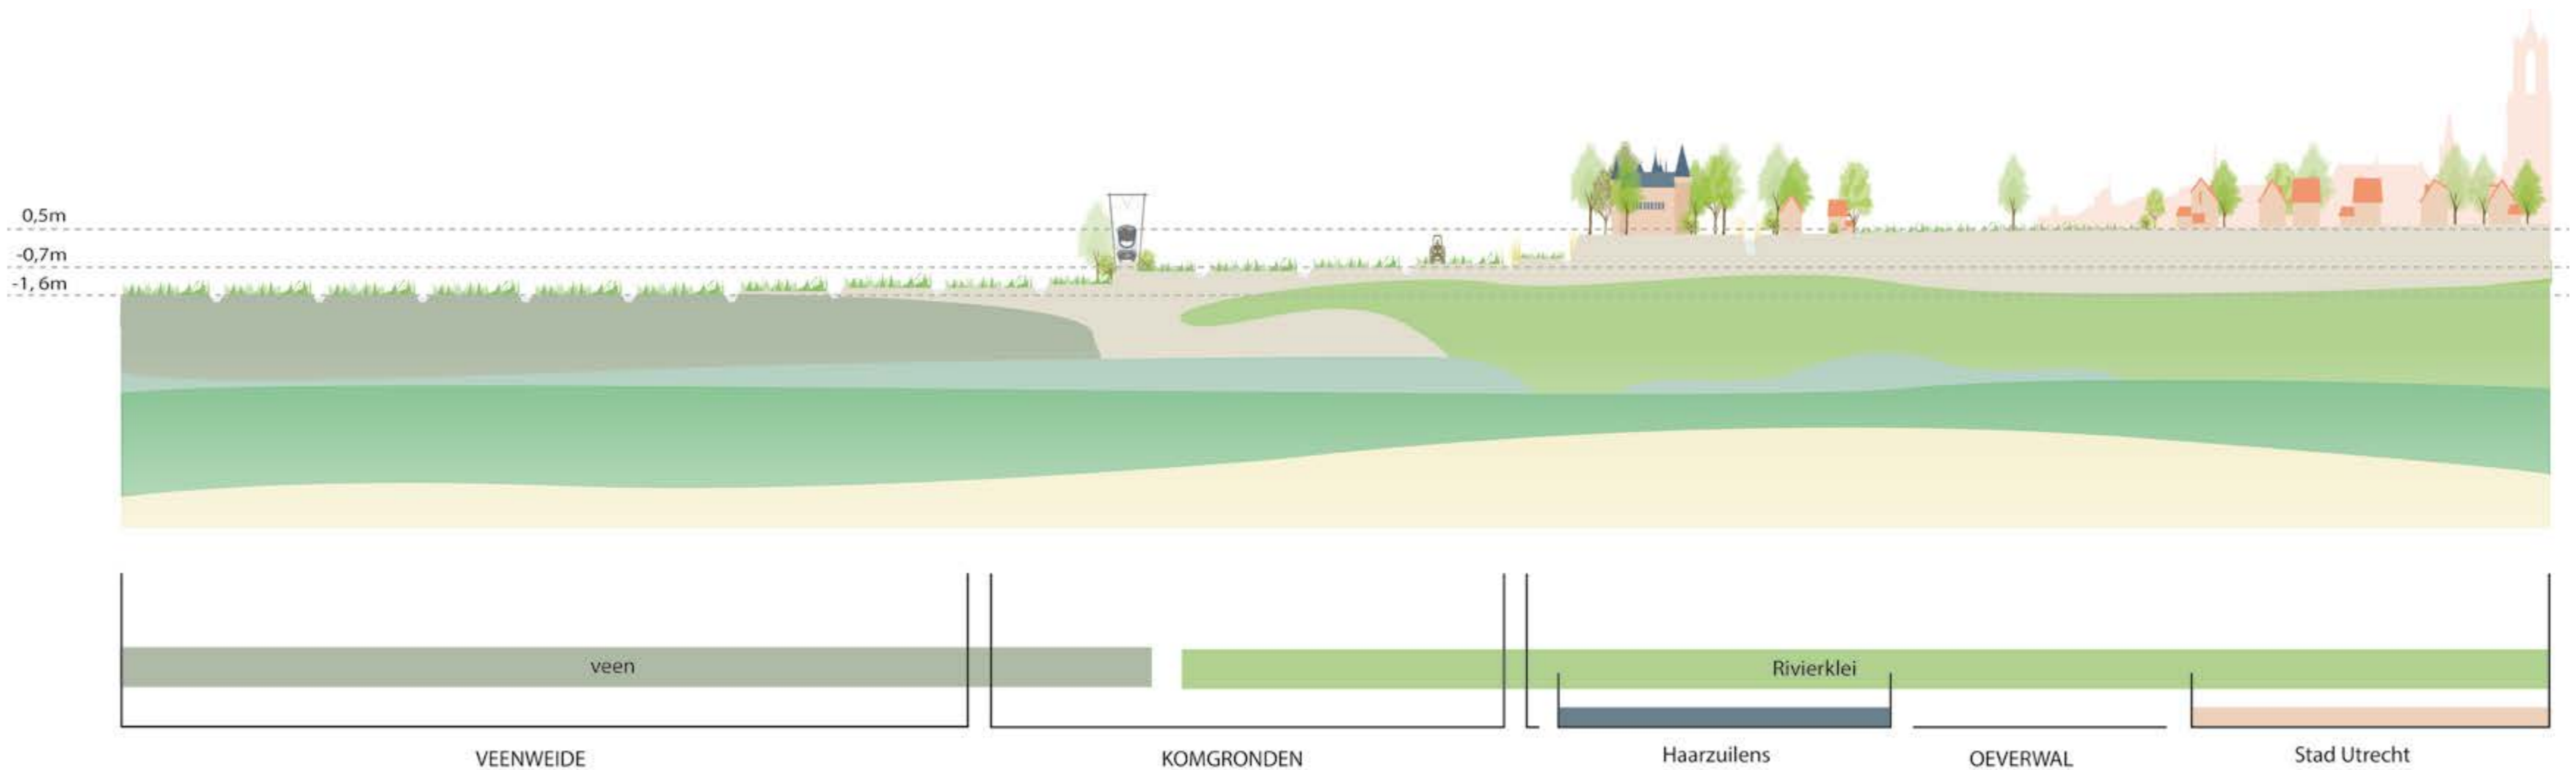 0,5m
-0,7m
-1, 6m
veen
Rivierklei
VEENWEIDE
KOMGRONDEN
Haarzuilens
OEVERWAL
Stad Utrecht